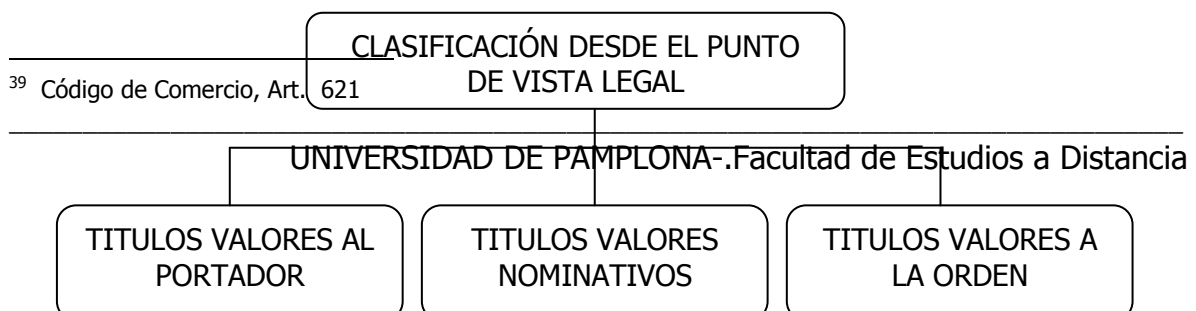 CLASIFICACIÓN DESDE EL PUNTO
DE VISTA LEGAL
39 Código de Comercio, Art. 621
UNIVERSIDAD DE PAMPLONA-.Facultad de Estudios a Distancia
TITULOS VALORES AL
PORTADOR
TITULOS VALORES
NOMINATIVOS
TITULOS VALORES A
LA ORDEN